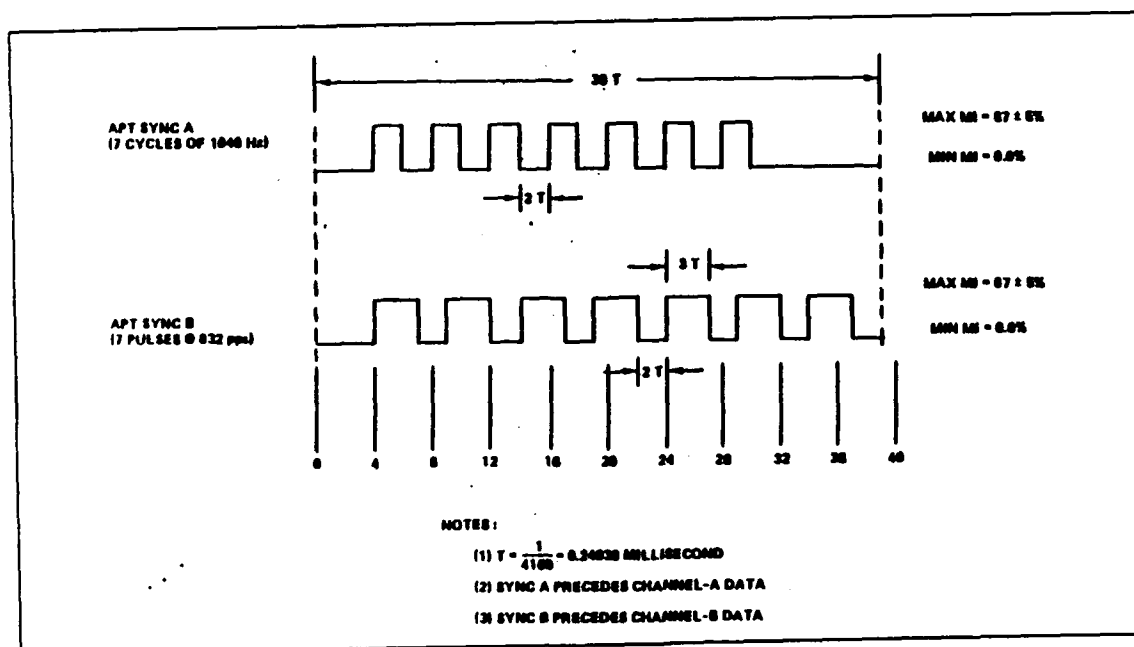 39 T
APT SYNC A
(7 CYCLES OF 1040 Hz)
MAX MI = 87 ± 5%
MIN MI = 0.0%
2 T
3 T
APT SYNC B
(7 PULSES @ 832 pps)
MAX MI = 87 ± 5%
MIN MI = 0.0%
2 T
0 4 8 12 16 20 24 28 32 36 40
NOTES:
(1) T = 1/4160 = 0.24038 MILLISECOND
(2) SYNC A PRECEDES CHANNEL-A DATA
(3) SYNC B PRECEDES CHANNEL-B DATA